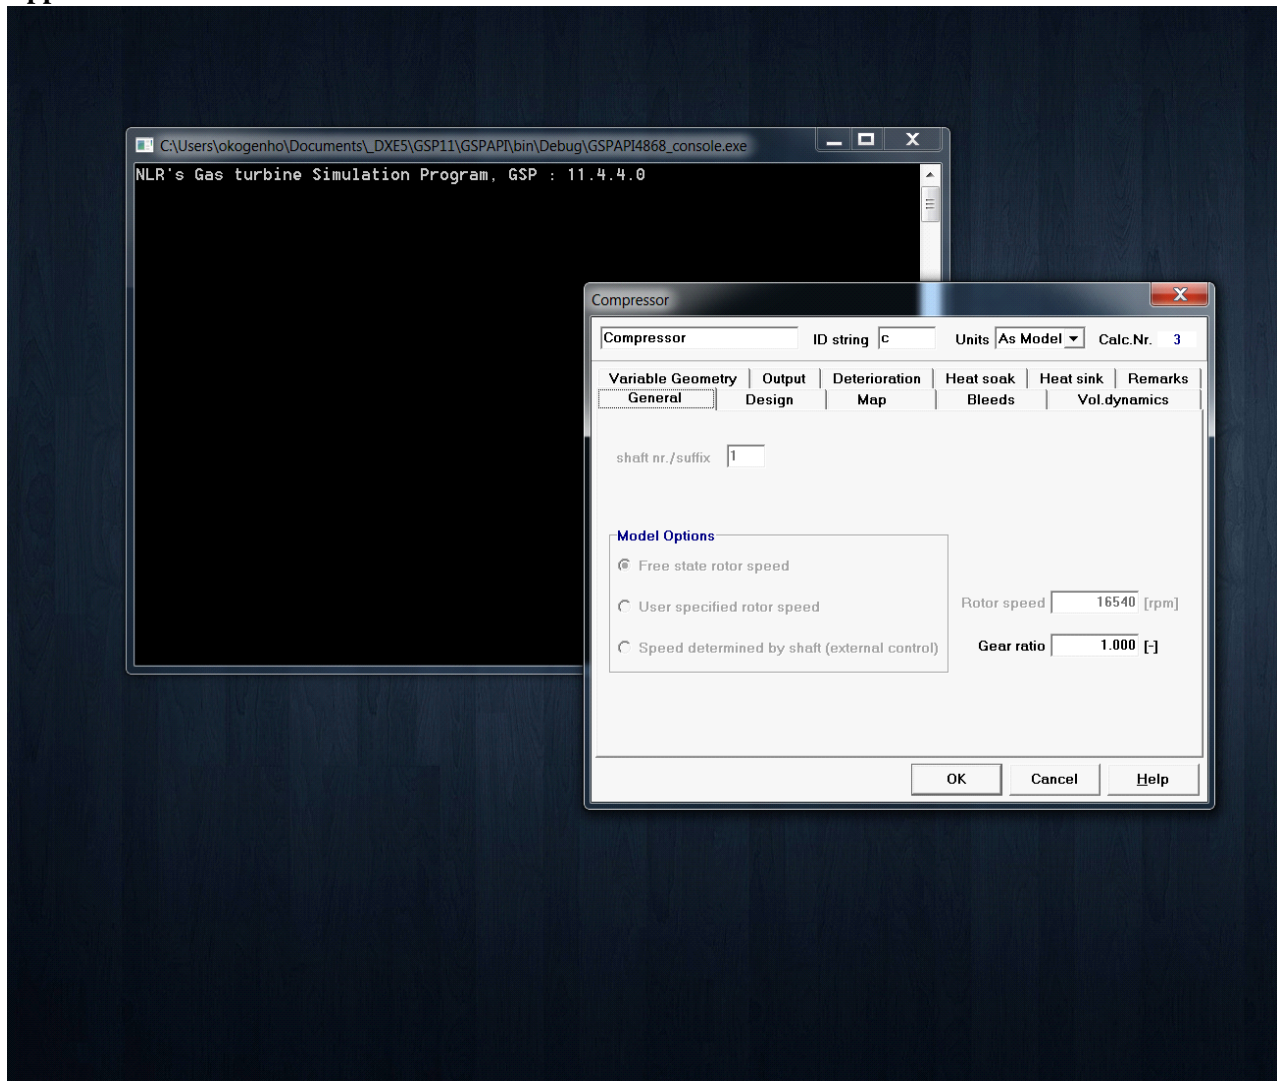 C:\Users\okogenho\Documents\_DXE5\GSP11\GSPAPI\bin\Debug\GSPAPI4868_console.exe
NLR's Gas turbine Simulation Program, GSP : 11.4.4.0
Compressor
Compressor ID string c Units As Model Calc.Nr. 3
Variable Geometry Output Deterioration Heat soak Heat sink Remarks
General Design Map Bleeds Vol.dynamics
shaft nr./suffix 1
Model Options
Free state rotor speed
User specified rotor speed Rotor speed 16540 [rpm]
Speed determined by shaft (external control) Gear ratio 1.000 [-]
OK Cancel Help